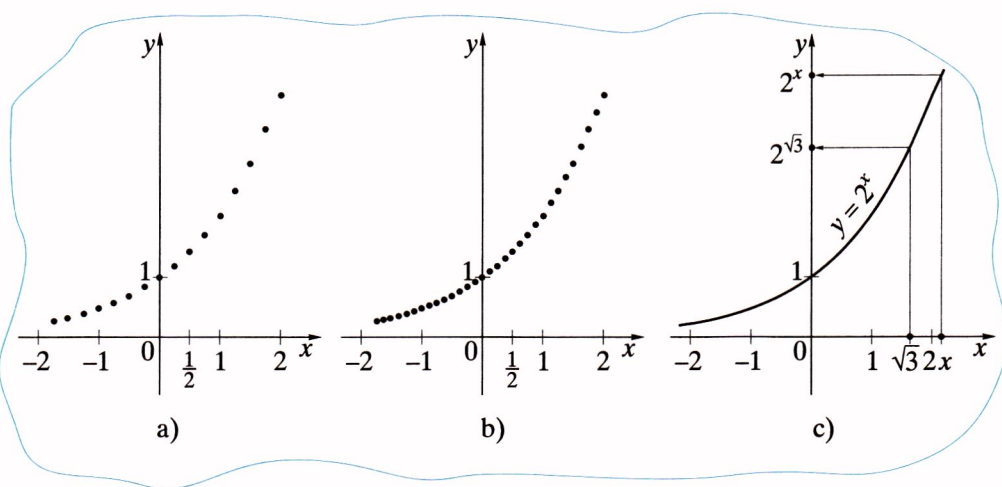 y
1
-2 -1 0 1/2 1 2 x
a)
y
1
-2 -1 0 1/2 1 2 x
b)
y
2^x
2^√3
y = 2^x
1
-2 -1 0 1 √3 2 x x
c)